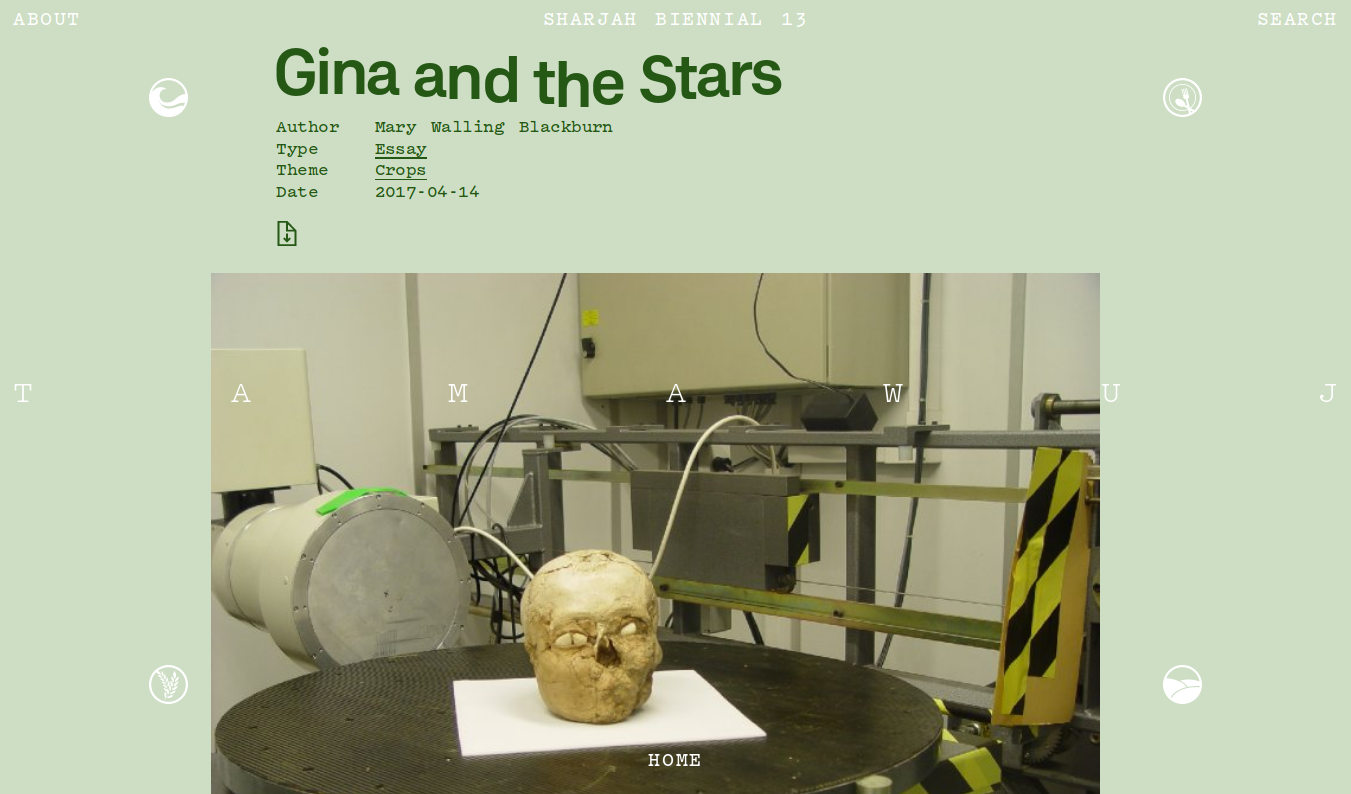 ABOUT SHARJAH BIENNIAL 13 SEARCH
Gina and the Stars
Author Mary Walling Blackburn
Type Essay
Theme Crops
Date 2017-04-14
T A M A W U J
HOME